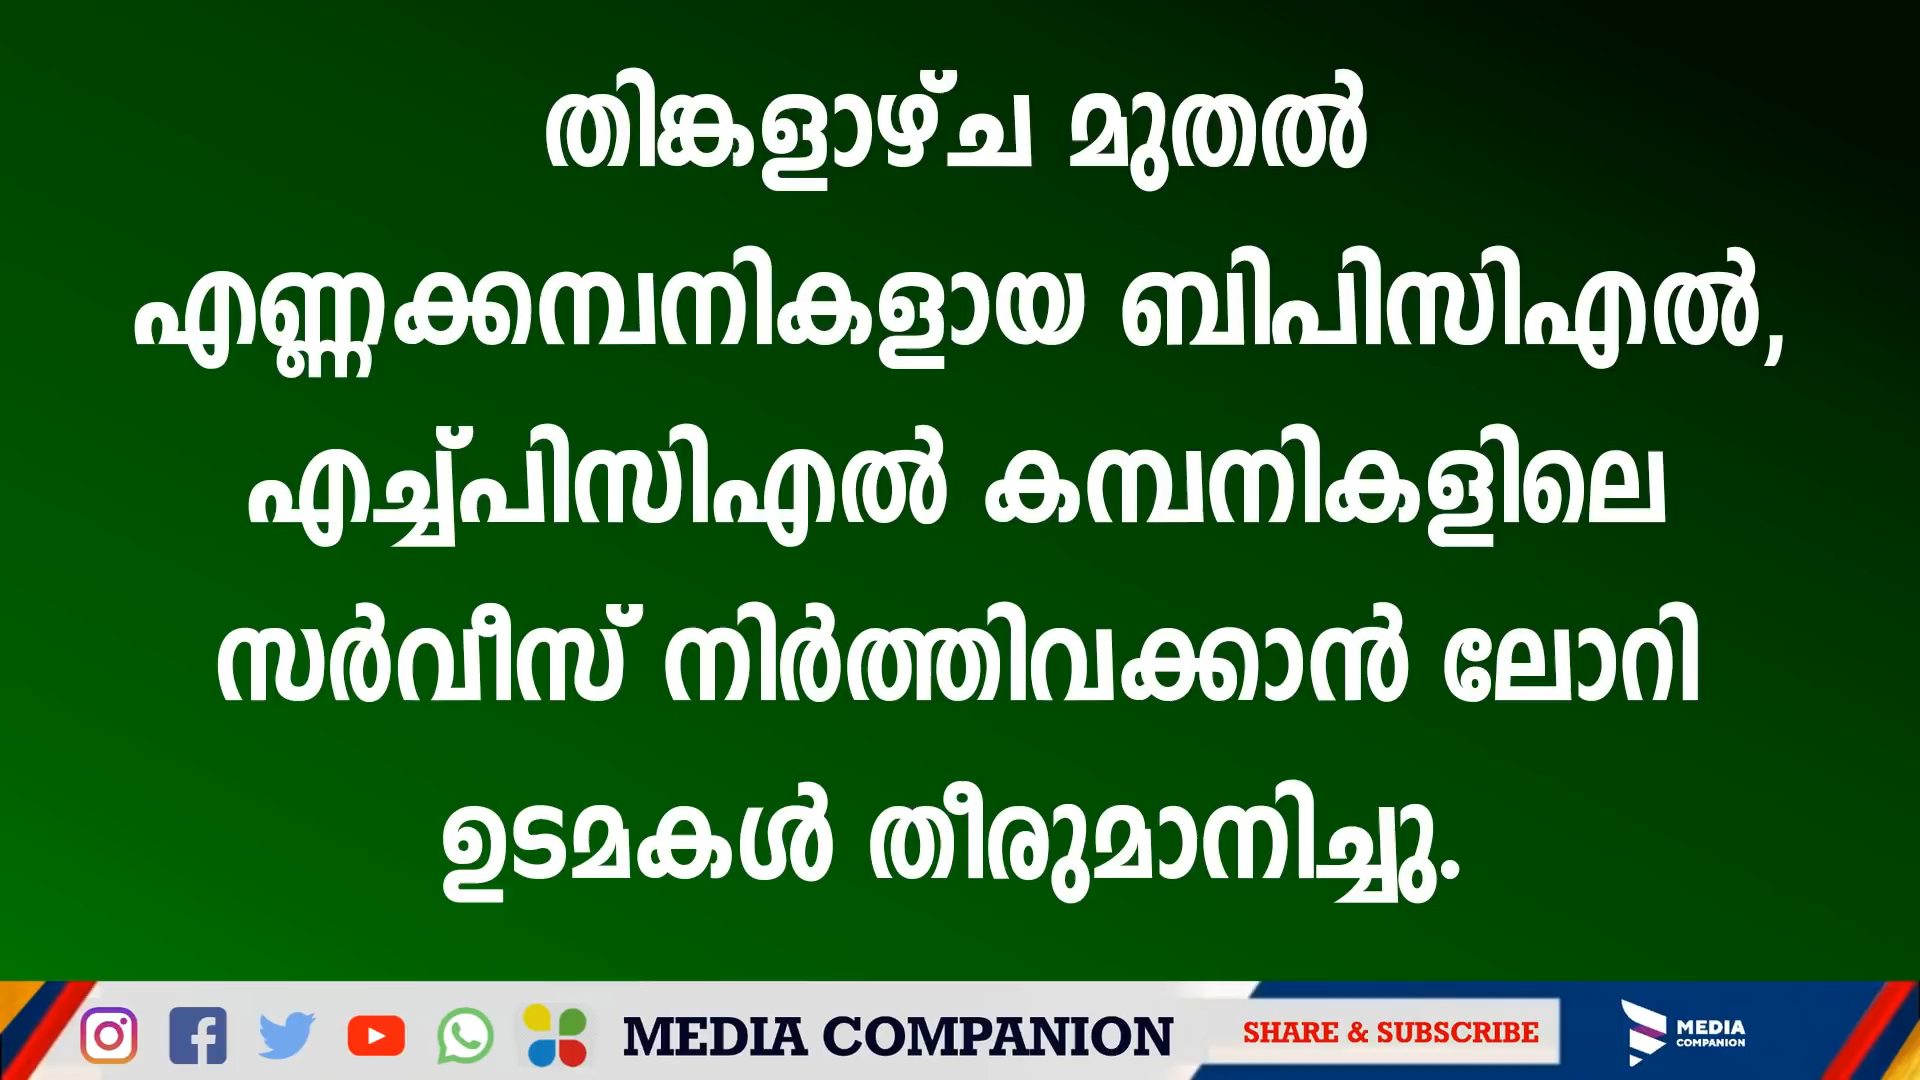 തിങ്കളാഴ്ച മുതൽ
എണ്ണക്കമ്പനികളായ ബിപിസിഎൽ,
എച്ച്പിസിഎൽ കമ്പനികളിലെ
സർവീസ് നിർത്തിവക്കാൻ ലോറി
ഉടമകൾ തീരുമാനിച്ചു.
MEDIA COMPANION
SHARE & SUBSCRIBE
MEDIA
COMPANION